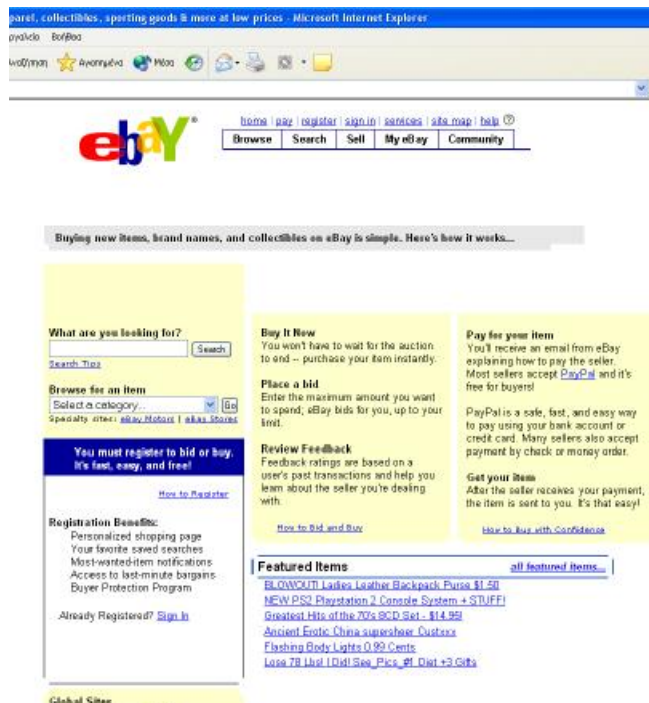 parel, collectibles, sporting goods & more at low prices - Microsoft Internet Explorer
Βοήθεια
Αγαπημένα Μέσα
ebaY®
home | pay | register | sign in | services | site map | help
Browse Search Sell My eBay Community
Buying new items, brand names, and collectibles on eBay is simple. Here's how it works...
What are you looking for?
Search
Search Tips
Browse for an item
Select a category... Go
Specialty sites: eBay Motors | eBay Stores
You must register to bid or buy.
It's fast, easy, and free!
How to Register
Registration Benefits:
Personalized shopping page
Your favorite saved searches
Most-wanted-item notifications
Access to last-minute bargains
Buyer Protection Program
Already Registered? Sign In
Global Sites
Buy It Now
You won't have to wait for the auction
to end -- purchase your item instantly.
Place a bid
Enter the maximum amount you want
to spend; eBay bids for you, up to your
limit.
Review Feedback
Feedback ratings are based on a
user's past transactions and help you
learn about the seller you're dealing
with.
How to Bid and Buy
Pay for your item
You'll receive an email from eBay
explaining how to pay the seller.
Most sellers accept PayPal and it's
free for buyers!
PayPal is a safe, fast, and easy way
to pay using your bank account or
credit card. Many sellers also accept
payment by check or money order.
Get your item
After the seller receives your payment,
the item is sent to you. It's that easy!
How to Buy with Confidence
Featured Items all featured items...
BLOWOUT! Ladies Leather Backpack Purse $1.50
NEW PS2 Playstation 2 Console System + STUFF!
Greatest Hits of the 70's 8CD Set - $14.95!
Ancient Erotic China supersheer Custxxx
Flashing Body Lights 0.99 Cents
Lose 78 Lbs! I Did! See_Pics_#1 Diet +3 Gifts